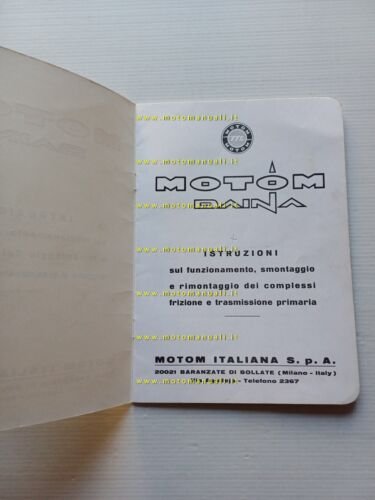 MOTOM
www.motomanuali.it
www.motomanuali.it
www.motomanuali.it
MOTOM
DAINA
www.motomanuali.it
ISTRUZIONI
sul funzionamento, smontaggio
e rimontaggio dei complessi
frizione e trasmissione primaria
MOTOM ITALIANA S. p. A.
20021 BARANZATE DI BOLLATE (Milano - Italy)
Telefono 2367